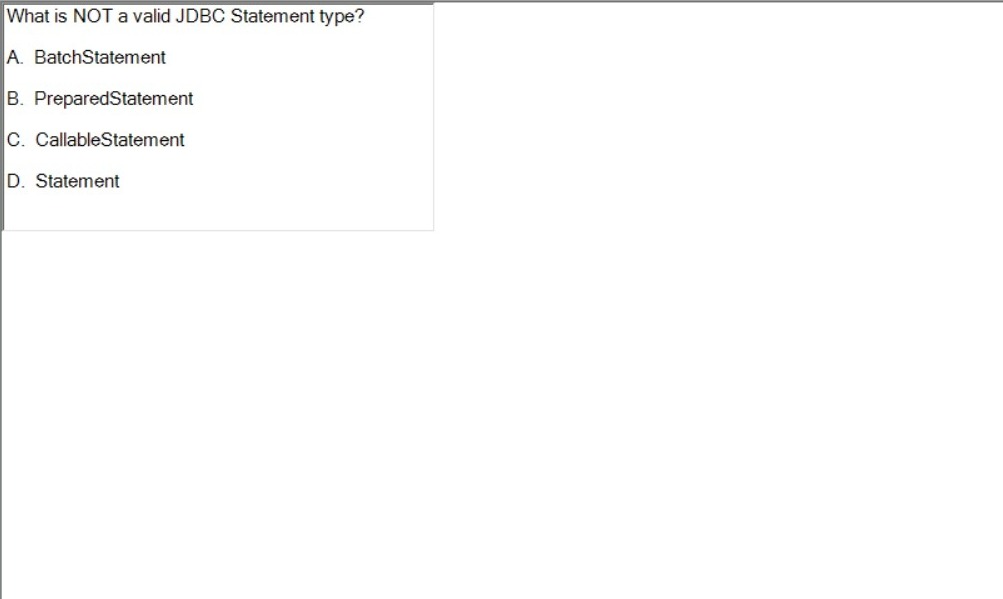 What is NOT a valid JDBC Statement type?
A. BatchStatement
B. PreparedStatement
C. CallableStatement
D. Statement